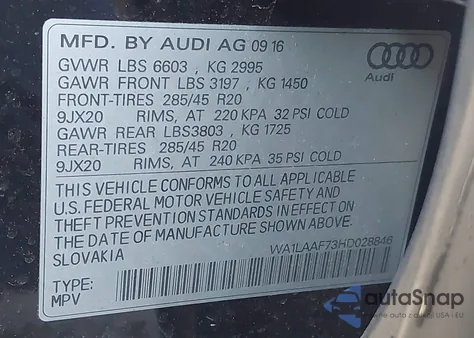 MFD. BY AUDI AG 09 16
GVWR LBS 6603 , KG 2995
GAWR FRONT LBS 3197 , KG 1450
FRONT-TIRES 285/45 R20
9JX20 RIMS, AT 220 KPA 32 PSI COLD
GAWR REAR LBS3803 , KG 1725
REAR-TIRES 285/45 R20
9JX20 RIMS, AT 240 KPA 35 PSI COLD
Audi
THIS VEHICLE CONFORMS TO ALL APPLICABLE
U.S. FEDERAL MOTOR VEHICLE SAFETY AND
THEFT PREVENTION STANDARDS IN EFFECT ON
THE DATE OF MANUFACTURE SHOWN ABOVE.
SLOVAKIA
WA1LAAF73HD028846
TYPE:
MPV
autoSnap